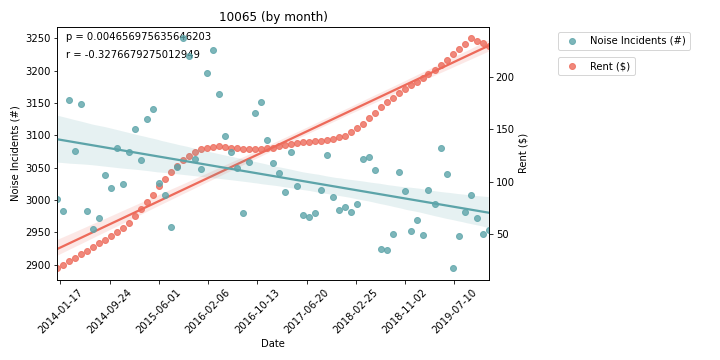 10065 (by month)
p = 0.004656975635646203
r = -0.3276679275012949
Noise Incidents (#)
Rent ($)
3250
3200
3150
3100
3050
3000
2950
2900
Noise Incidents (#)
200
150
100
50
Rent ($)
2014-01-17
2014-09-24
2015-06-01
2016-02-06
2016-10-13
2017-06-20
2018-02-25
2018-11-02
2019-07-10
Date